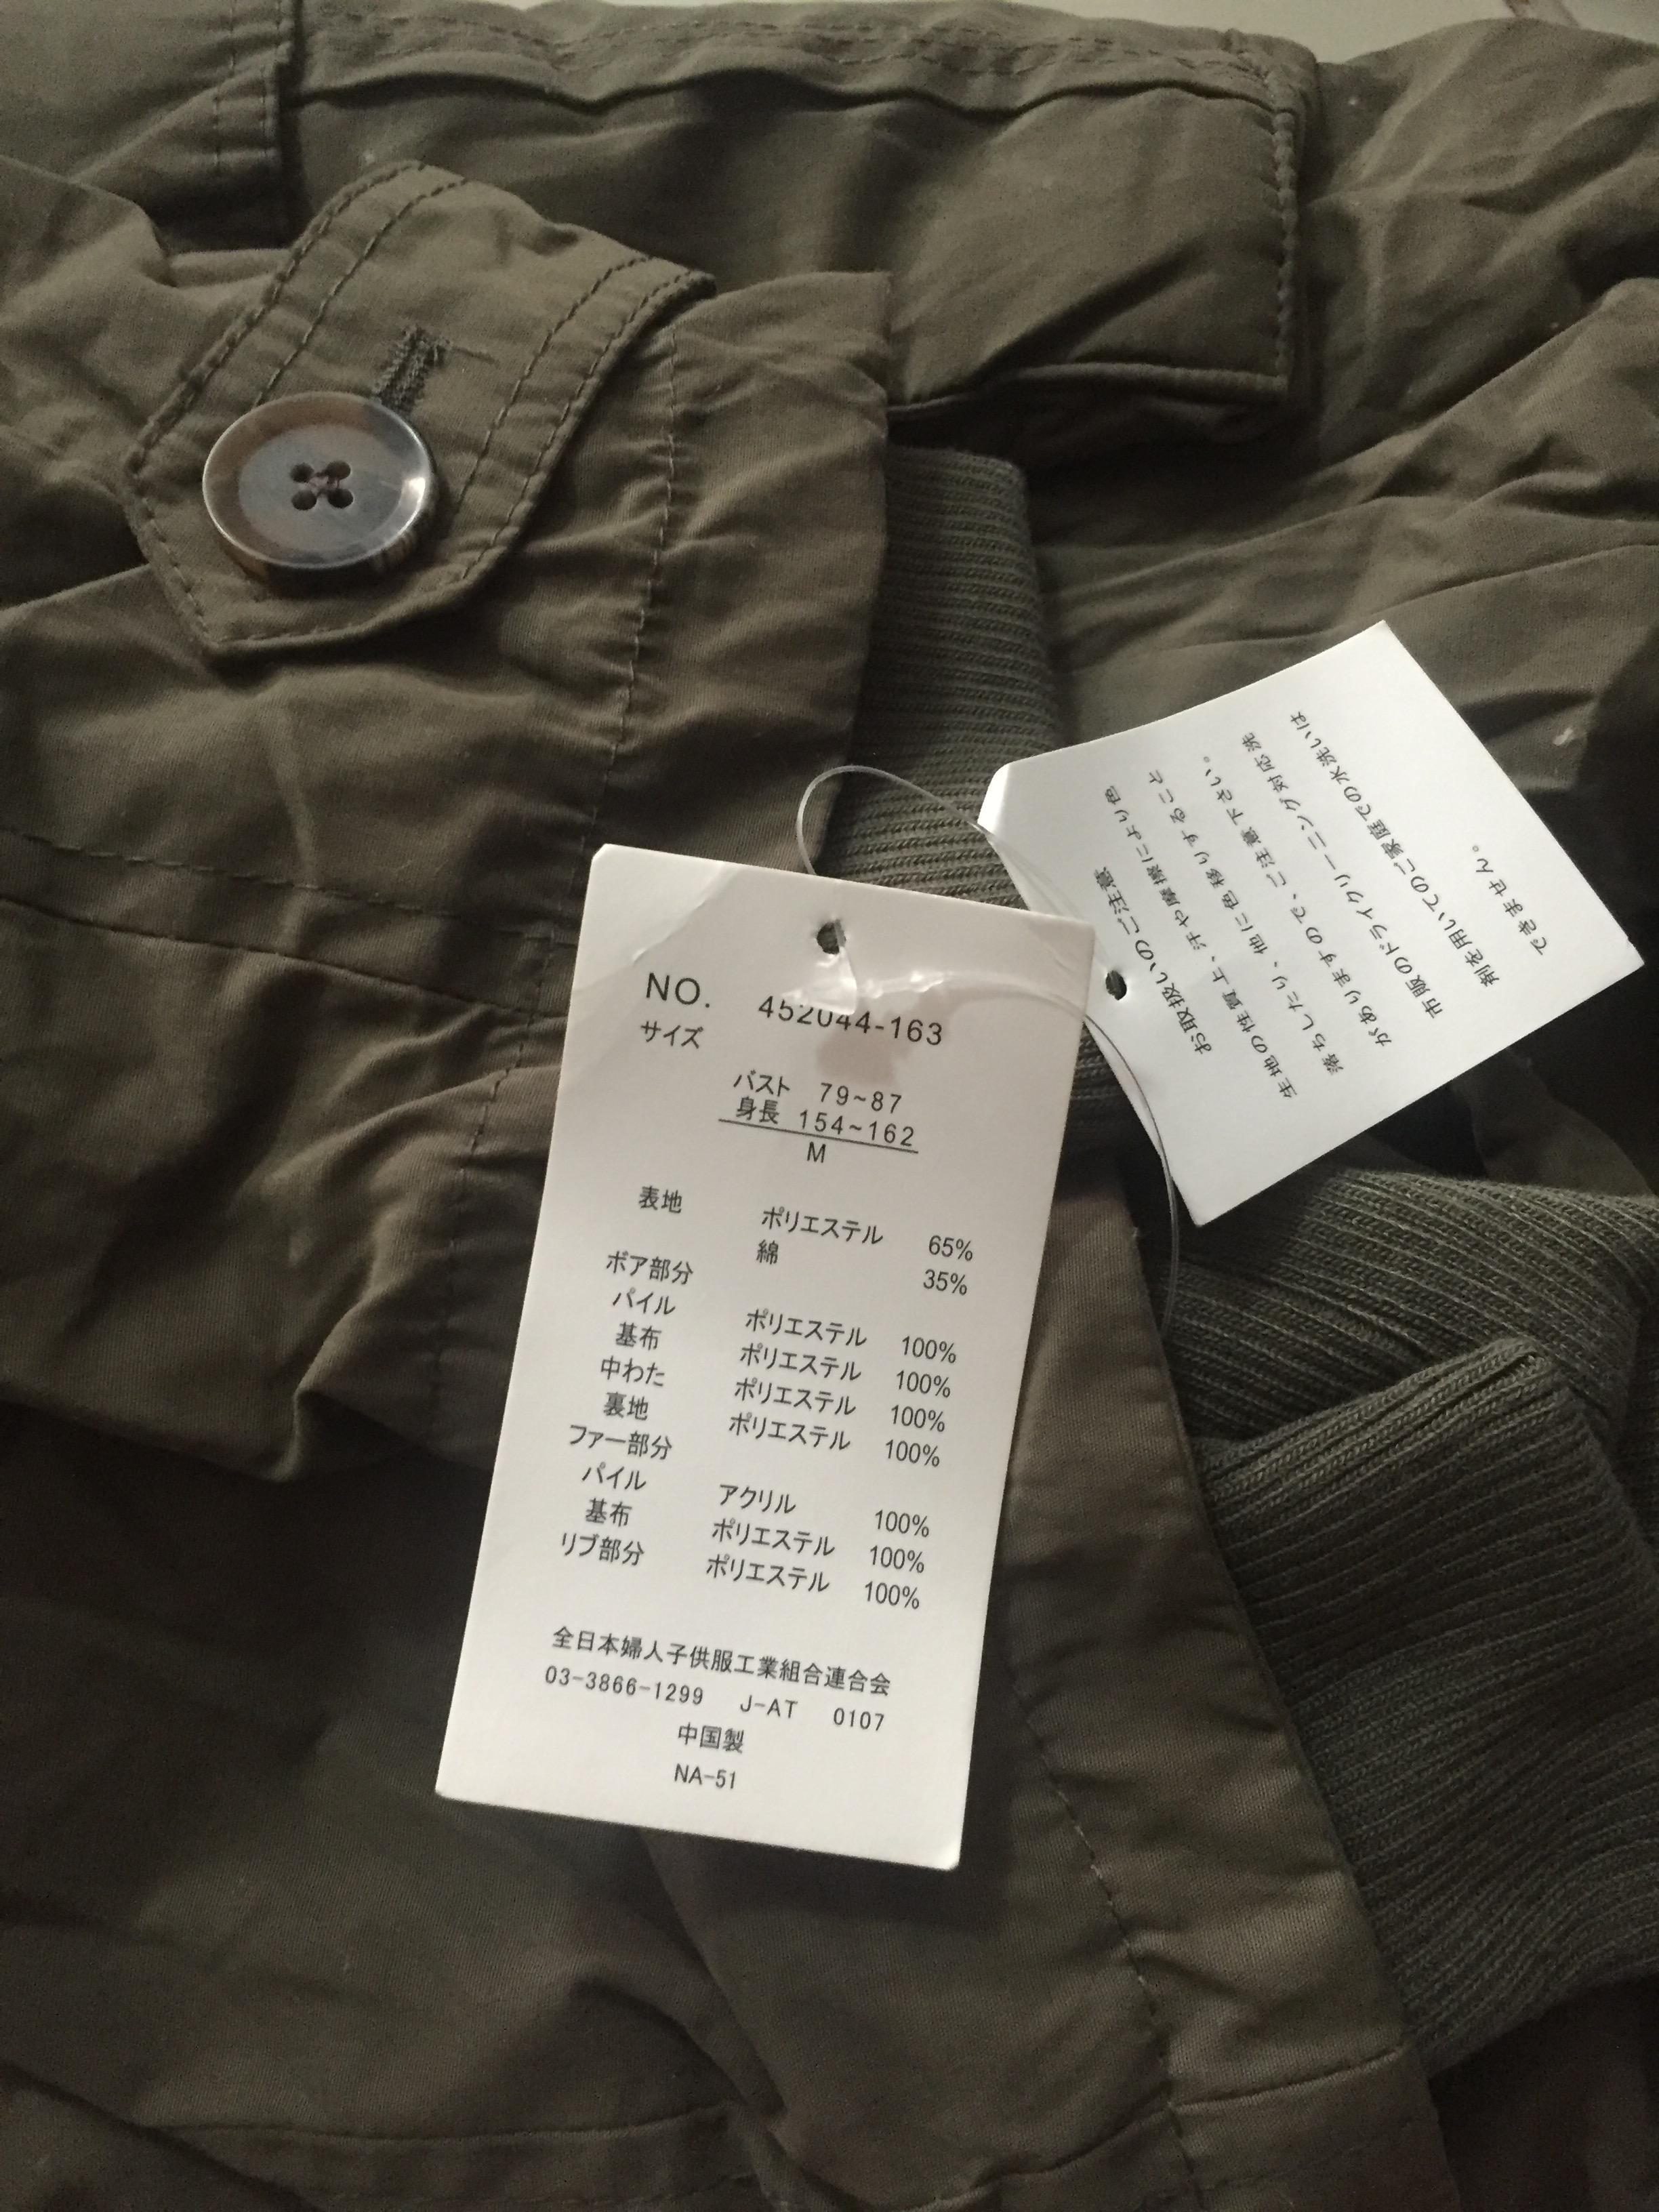 NO. 452044-163
サイズ
バスト 79~87
身長 154~162
M
表地 ポリエステル 65%
綿 35%
ボア部分
パイル ポリエステル 100%
基布 ポリエステル 100%
中わた ポリエステル 100%
裏地 ポリエステル 100%
ファー部分
パイル アクリル 100%
基布 ポリエステル 100%
リブ部分 ポリエステル 100%
全日本婦人子供服工業組合連合会
03-3866-1299 J-AT 0107
中国製
NA-51
お取扱いのご注意
生地の性質上、汗や摩擦により色
落ちしたり、他に色移りすること
がありますので、ご注意下さい。
市販のドライクリーニング対応洗
剤を用いてのご家庭での水洗いは
できません。